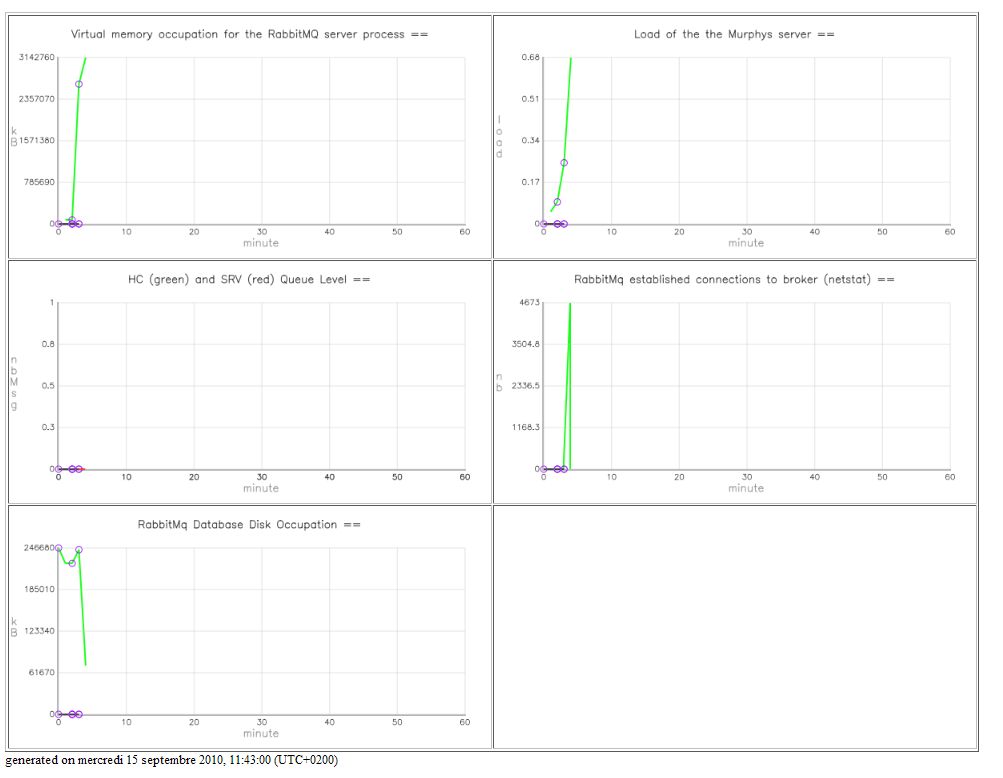 Virtual memory occupation for the RabbitMQ server process ==
3142760
2357070
1571380
785690
0
kB
0 10 20 30 40 50 60
minute
Load of the the Murphys server ==
0.68
0.51
0.34
0.17
0
load
0 10 20 30 40 50 60
minute
HC (green) and SRV (red) Queue Level ==
1
0.8
0.5
0.3
0
nbMsg
0 10 20 30 40 50 60
minute
RabbitMq established connections to broker (netstat) ==
4673
3504.8
2336.5
1168.3
0
nb
0 10 20 30 40 50 60
minute
RabbitMq Database Disk Occupation ==
246680
185010
123340
61670
0
kB
0 10 20 30 40 50 60
minute
generated on mercredi 15 septembre 2010, 11:43:00 (UTC+0200)